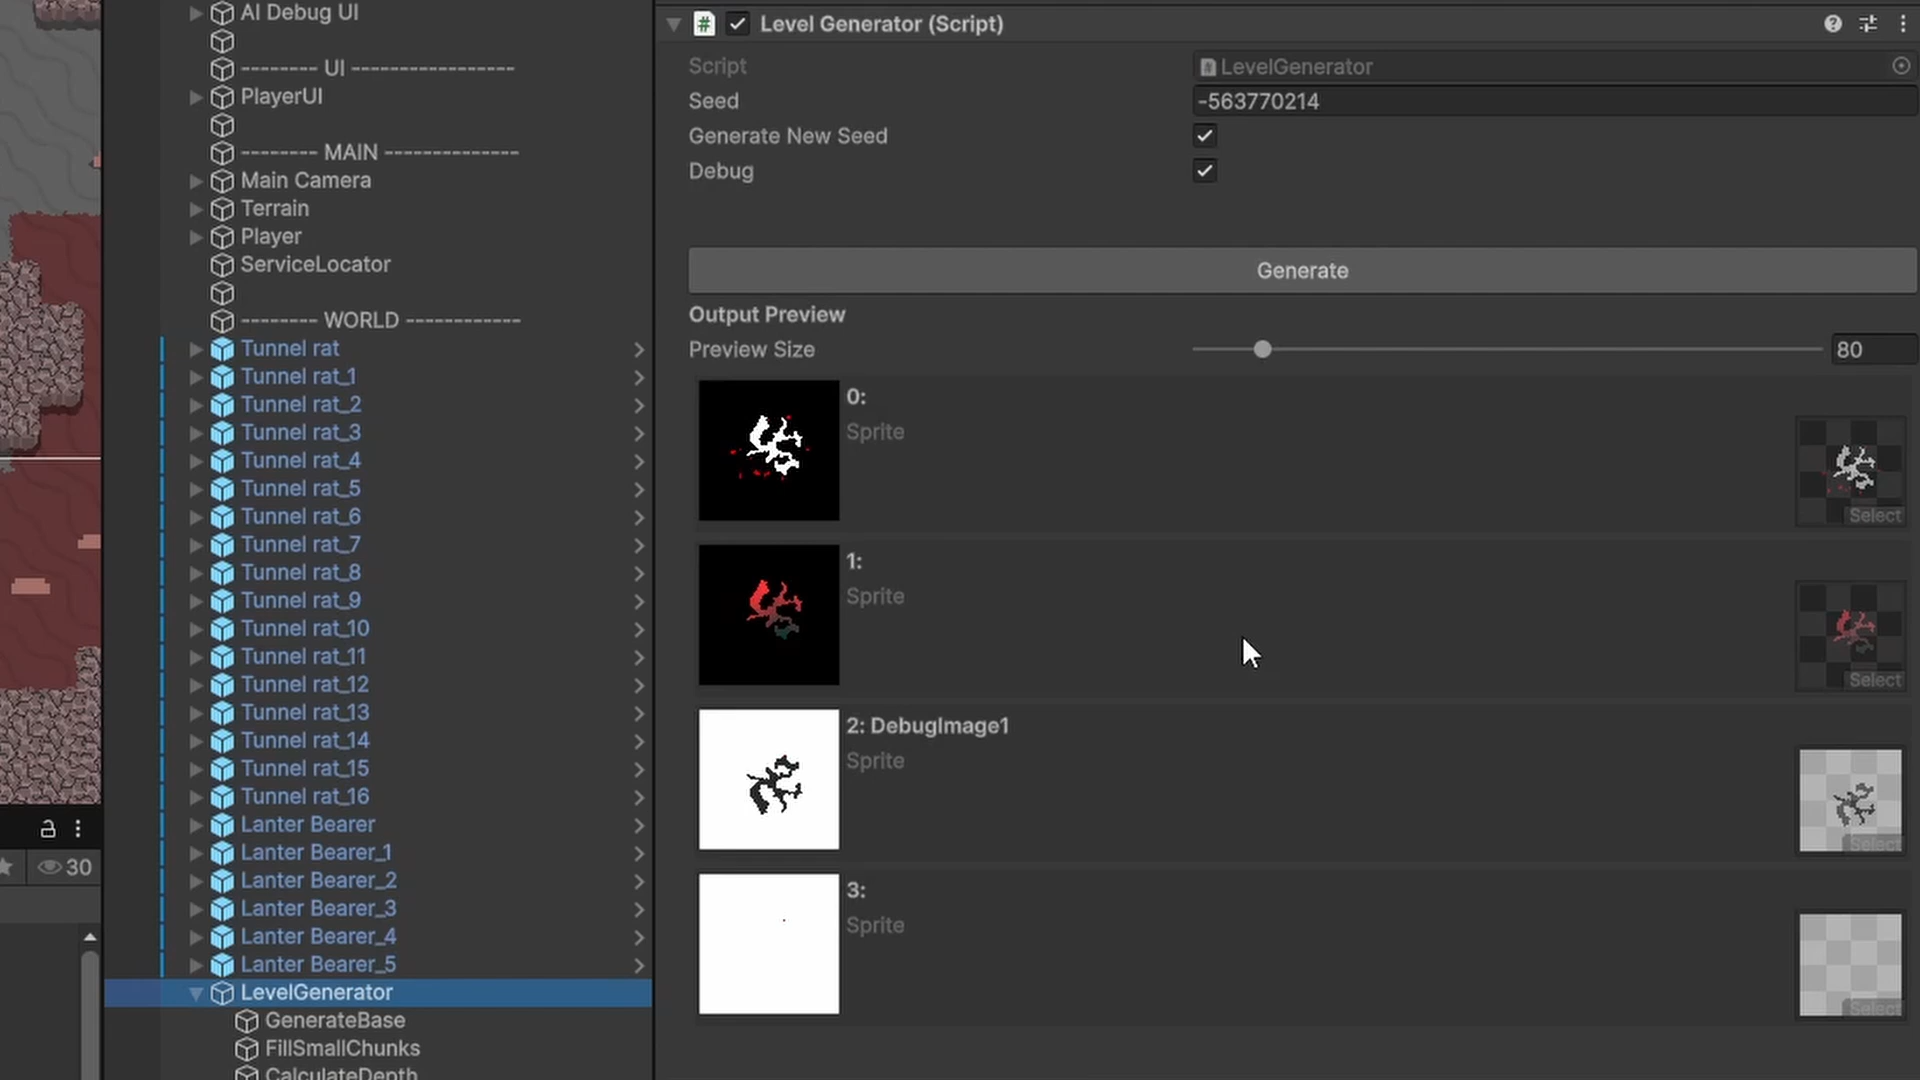 AI Debug UI
-------- UI -----------------
PlayerUI
-------- MAIN --------------
Main Camera
Terrain
Player
ServiceLocator
-------- WORLD ------------
Tunnel rat
Tunnel rat_1
Tunnel rat_2
Tunnel rat_3
Tunnel rat_4
Tunnel rat_5
Tunnel rat_6
Tunnel rat_7
Tunnel rat_8
Tunnel rat_9
Tunnel rat_10
Tunnel rat_11
Tunnel rat_12
Tunnel rat_13
Tunnel rat_14
Tunnel rat_15
Tunnel rat_16
Lanter Bearer
Lanter Bearer_1
Lanter Bearer_2
Lanter Bearer_3
Lanter Bearer_4
Lanter Bearer_5
LevelGenerator
GenerateBase
FillSmallChunks
CalculateDepth
30
Level Generator (Script)
Script LevelGenerator
Seed -563770214
Generate New Seed
Debug
Generate
Output Preview
Preview Size 80
0:
Sprite
Select
1:
Sprite
Select
2: DebugImage1
Sprite
Select
3:
Sprite
Select